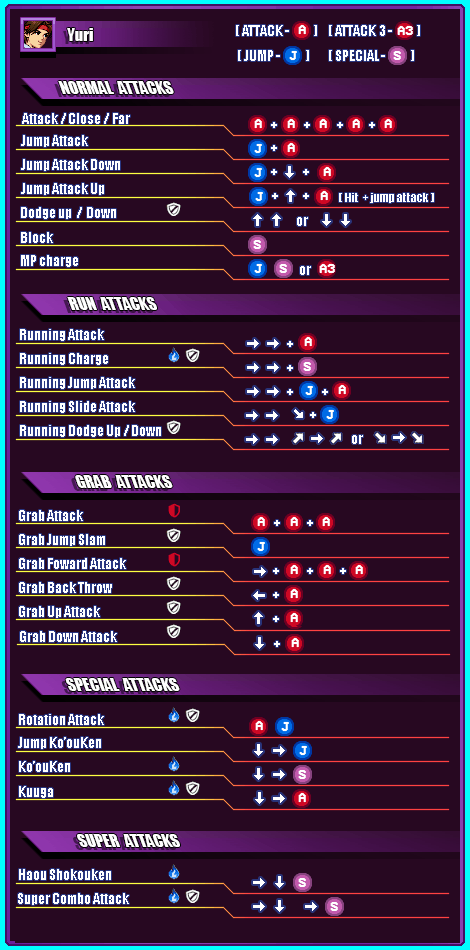 Yuri
[ ATTACK - A ] [ ATTACK 3 - A3 ]
[ JUMP - J ] [ SPECIAL - S ]
NORMAL ATTACKS
Attack / Close / Far A + A + A + A + A
Jump Attack J + A
Jump Attack Down J + ↓ + A
Jump Attack Up J + ↑ + A [ Hit + jump attack ]
Dodge up / Down ↑ ↑ or ↓ ↓
Block S
MP charge J S or A3
RUN ATTACKS
Running Attack → → + A
Running Charge → → + S
Running Jump Attack → → + J + A
Running Slide Attack → → ↘ + J
Running Dodge Up / Down → → ↗ → ↗ or ↘ → ↘
GRAB ATTACKS
Grab Attack A + A + A
Grab Jump Slam J
Grab Foward Attack → + A + A + A
Grab Back Throw ← + A
Grab Up Attack ↑ + A
Grab Down Attack ↓ + A
SPECIAL ATTACKS
Rotation Attack A J
Jump Ko'ouKen ↓ → J
Ko'ouKen ↓ → S
Kuuga ↓ → A
SUPER ATTACKS
Haou Shokouken → ↓ S
Super Combo Attack → ↓ → S